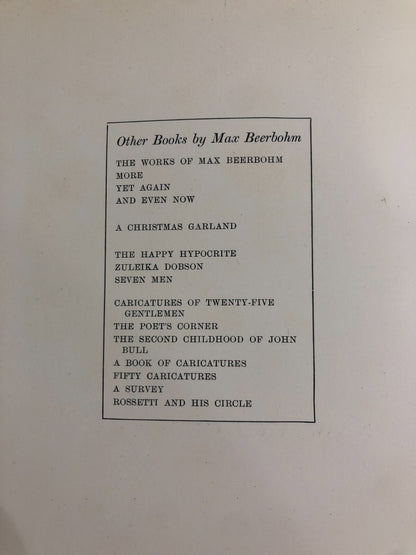 Other Books by Max Beerbohm
THE WORKS OF MAX BEERBOHM
MORE
YET AGAIN
AND EVEN NOW
A CHRISTMAS GARLAND
THE HAPPY HYPOCRITE
ZULEIKA DOBSON
SEVEN MEN
CARICATURES OF TWENTY-FIVE
GENTLEMEN
THE POET'S CORNER
THE SECOND CHILDHOOD OF JOHN
BULL
A BOOK OF CARICATURES
FIFTY CARICATURES
A SURVEY
ROSSETTI AND HIS CIRCLE